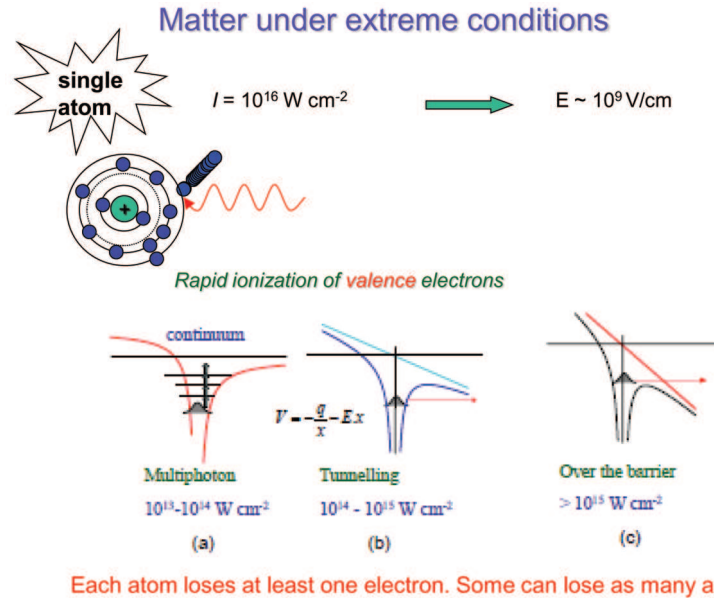 Matter under extreme conditions
single
atom
I = 10¹⁶ W cm⁻²
E ~ 10⁹ V/cm
+
Rapid ionization of valence electrons
continuum
V = -q/x - Ex
Multiphoton
10¹³-10¹⁴ W cm⁻²
(a)
Tunnelling
10¹⁴ - 10¹⁵ W cm⁻²
(b)
Over the barrier
> 10¹⁵ W cm⁻²
(c)
Each atom loses at least one electron. Some can lose as many a